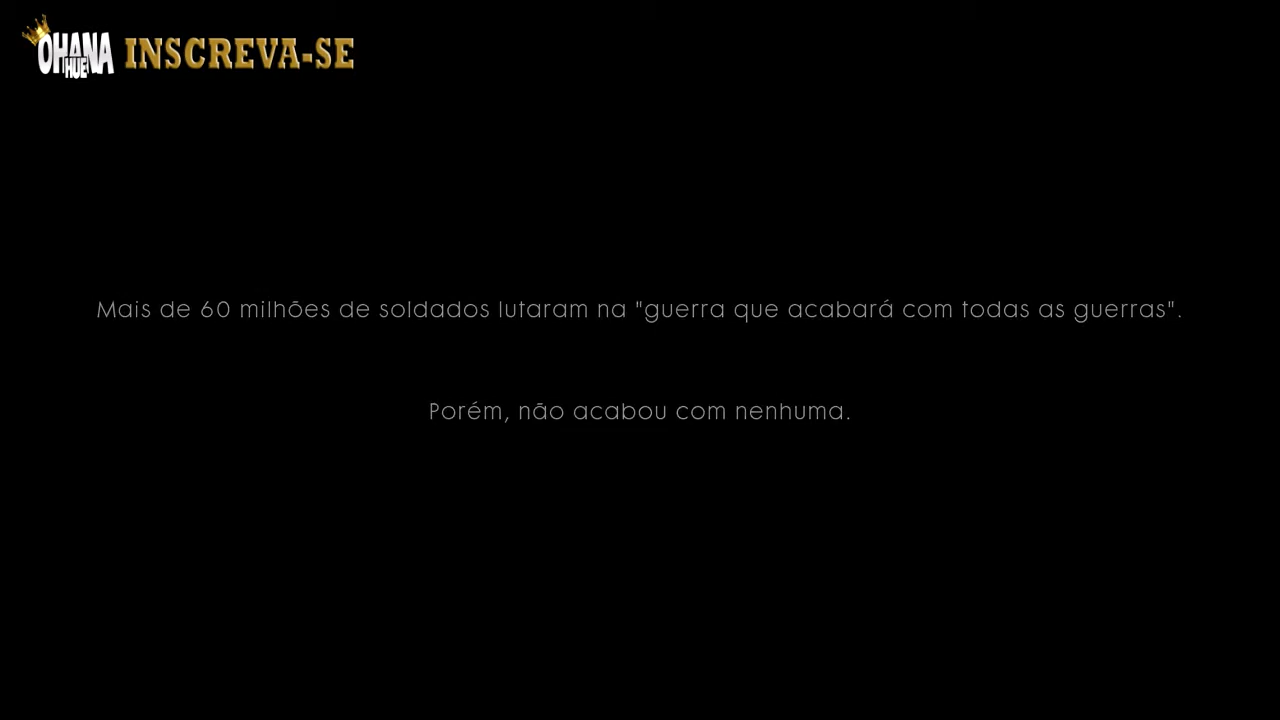 OHANA INSCREVA-SE
HUE
Mais de 60 milhões de soldados lutaram na "guerra que acabará com todas as guerras".
Porém, não acabou com nenhuma.